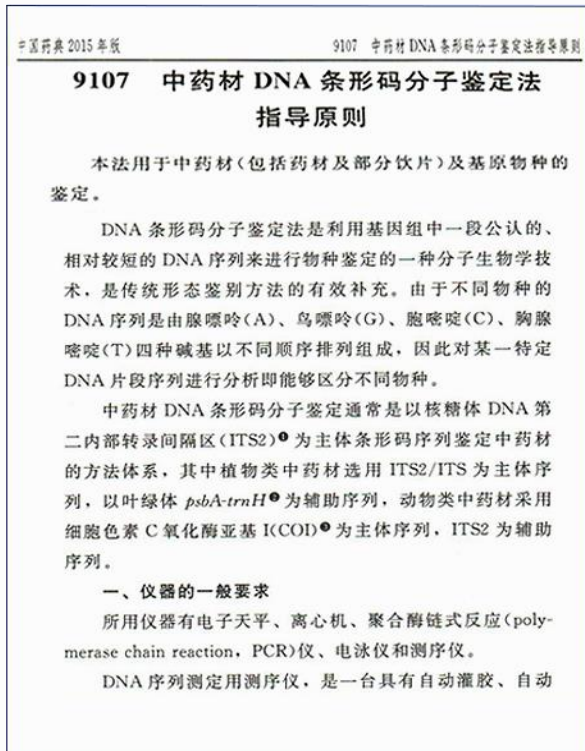 中国药典2015年版
9107 中药材DNA条形码分子鉴定法指导原则
9107 中药材 DNA 条形码分子鉴定法
指导原则
本法用于中药材(包括药材及部分饮片)及基原物种的
鉴定。
DNA 条形码分子鉴定法是利用基因组中一段公认的、
相对较短的 DNA 序列来进行物种鉴定的一种分子生物学技
术，是传统形态鉴别方法的有效补充。由于不同物种的
DNA 序列是由腺嘌呤(A)、鸟嘌呤(G)、胞嘧啶(C)、胸腺
嘧啶(T)四种碱基以不同顺序排列组成，因此对某一特定
DNA 片段序列进行分析即能够区分不同物种。
中药材 DNA 条形码分子鉴定通常是以核糖体 DNA 第
二内部转录间隔区(ITS2)❶ 为主体条形码序列鉴定中药材
的方法体系，其中植物类中药材选用 ITS2/ITS 为主体序
列，以叶绿体 psbA-trnH❷ 为辅助序列，动物类中药材采用
细胞色素 C 氧化酶亚基 I(COI)❸ 为主体序列，ITS2 为辅助
序列。
一、仪器的一般要求
所用仪器有电子天平、离心机、聚合酶链式反应(poly-
merase chain reaction，PCR)仪、电泳仪和测序仪。
DNA 序列测定用测序仪，是一台具有自动灌胶、自动